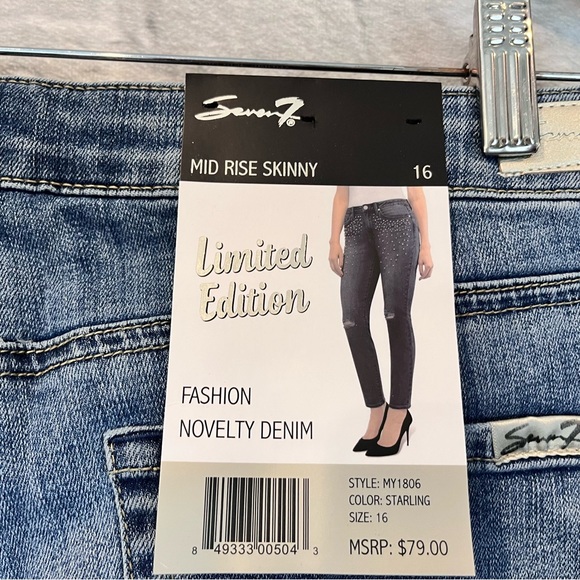 Seven7®
MID RISE SKINNY 16
Limited
Edition
FASHION
NOVELTY DENIM
STYLE: MY1806
COLOR: STARLING
SIZE: 16
MSRP: $79.00
8 49333 00504 3
Seven7